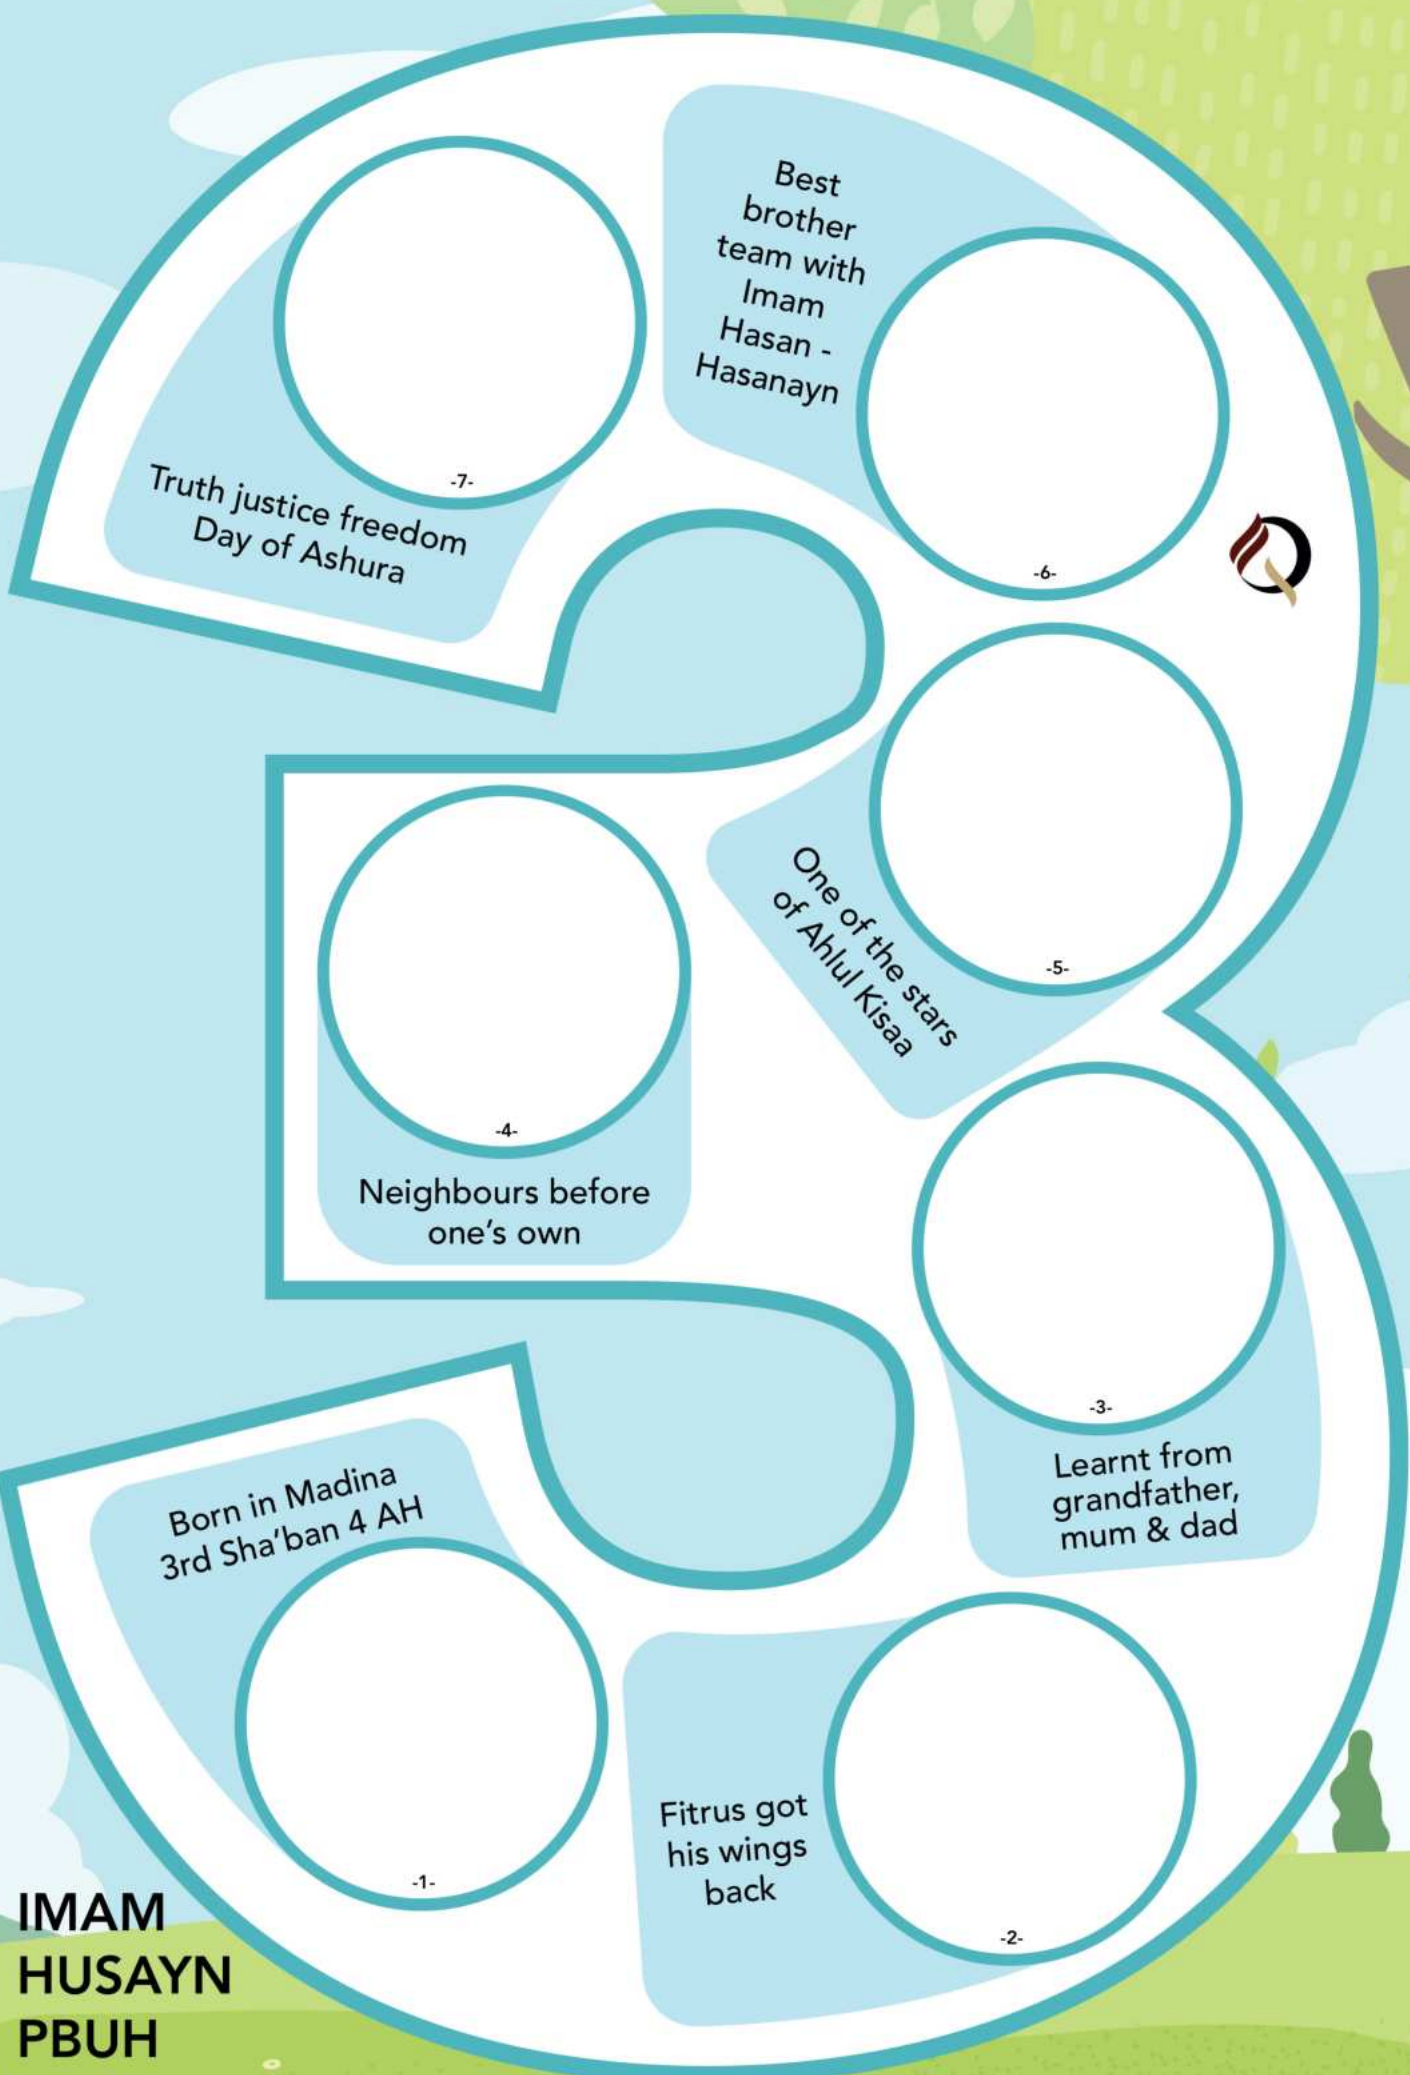 Best
brother
team with
Imam
Hasan -
Hasanayn
-6-
-7-
Truth justice freedom
Day of Ashura
One of the stars
of Ahlul Kisaa
-5-
-4-
Neighbours before
one's own
-3-
Learnt from
grandfather,
mum & dad
Born in Madina
3rd Sha'ban 4 AH
-1-
Fitrus got
his wings
back
-2-
IMAM
HUSAYN
PBUH